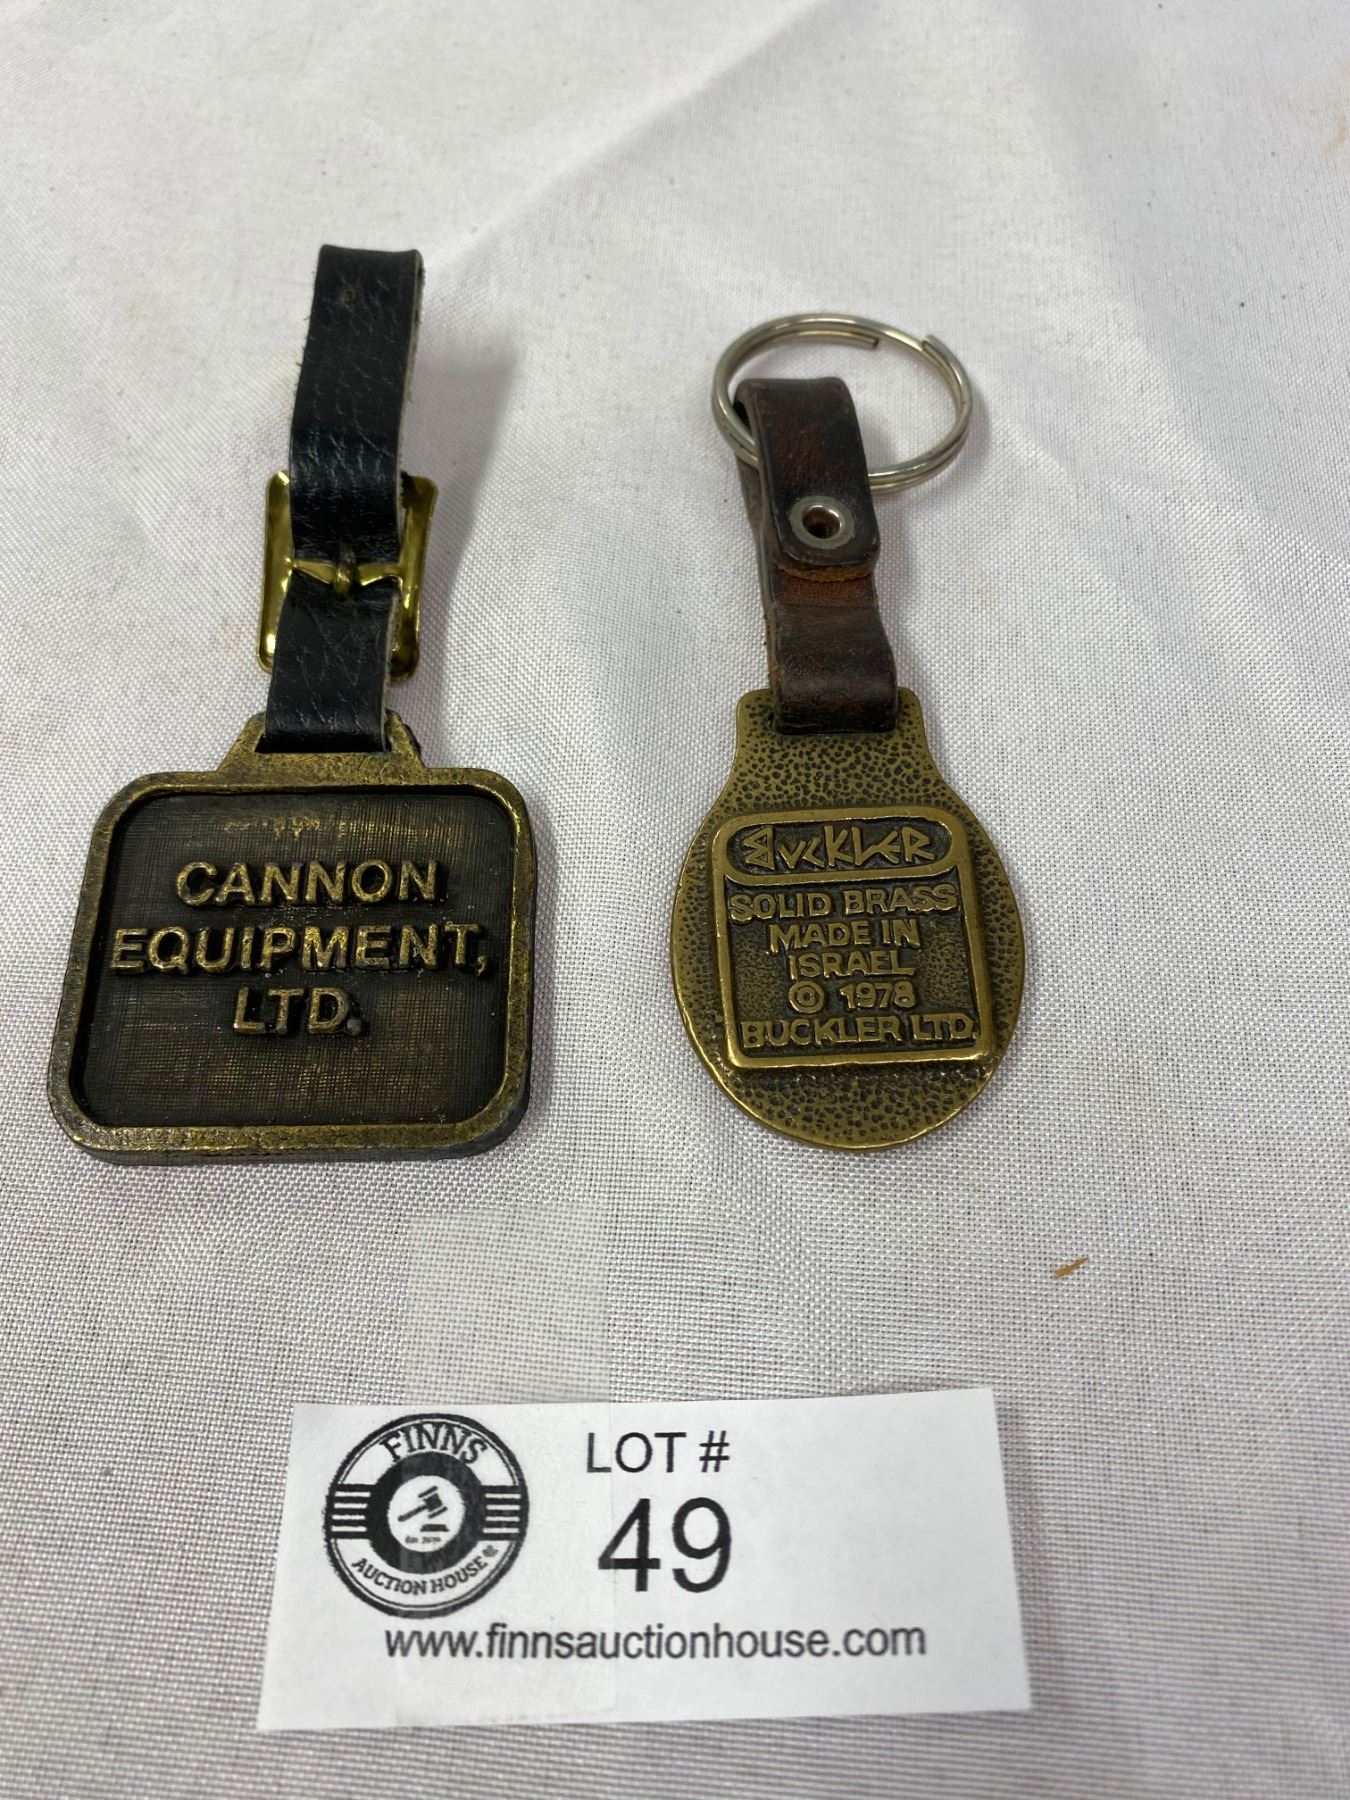 CANNON
EQUIPMENT,
LTD.
BUCKLER
SOLID BRASS
MADE IN
ISRAEL
© 1978
BUCKLER LTD.
FINNS
AUCTION HOUSE
LOT #
49
www.finnsauctionhouse.com